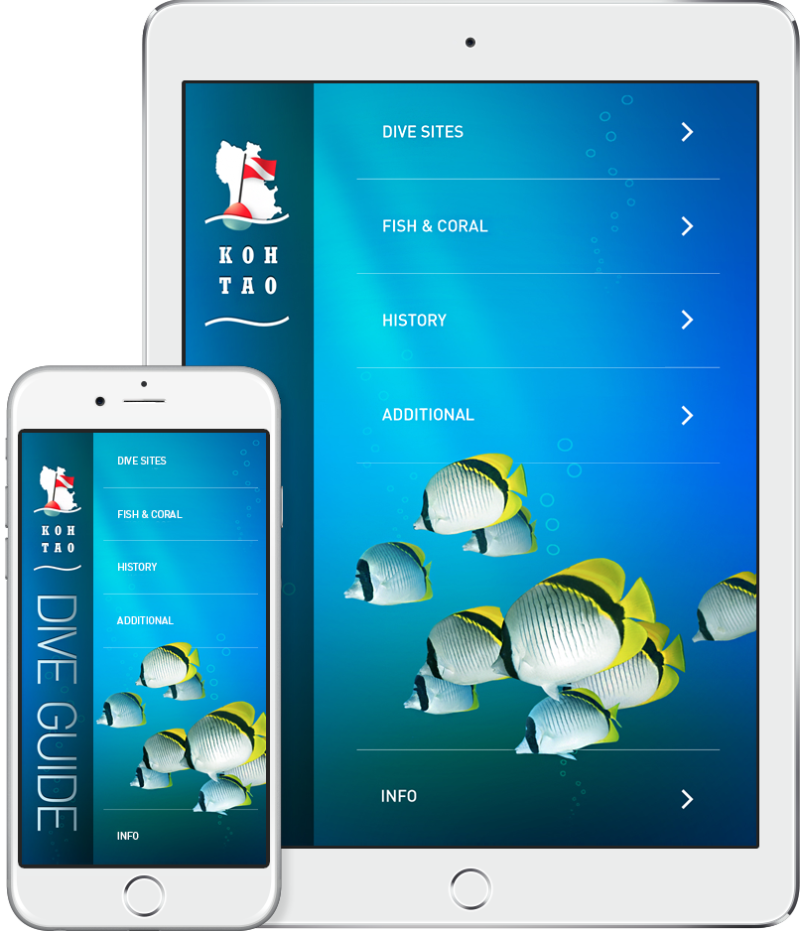 KOH
TAO
DIVE SITES
FISH & CORAL
HISTORY
ADDITIONAL
INFO
KOH
TAO
DIVE GUIDE
DIVE SITES
FISH & CORAL
HISTORY
ADDITIONAL
INFO